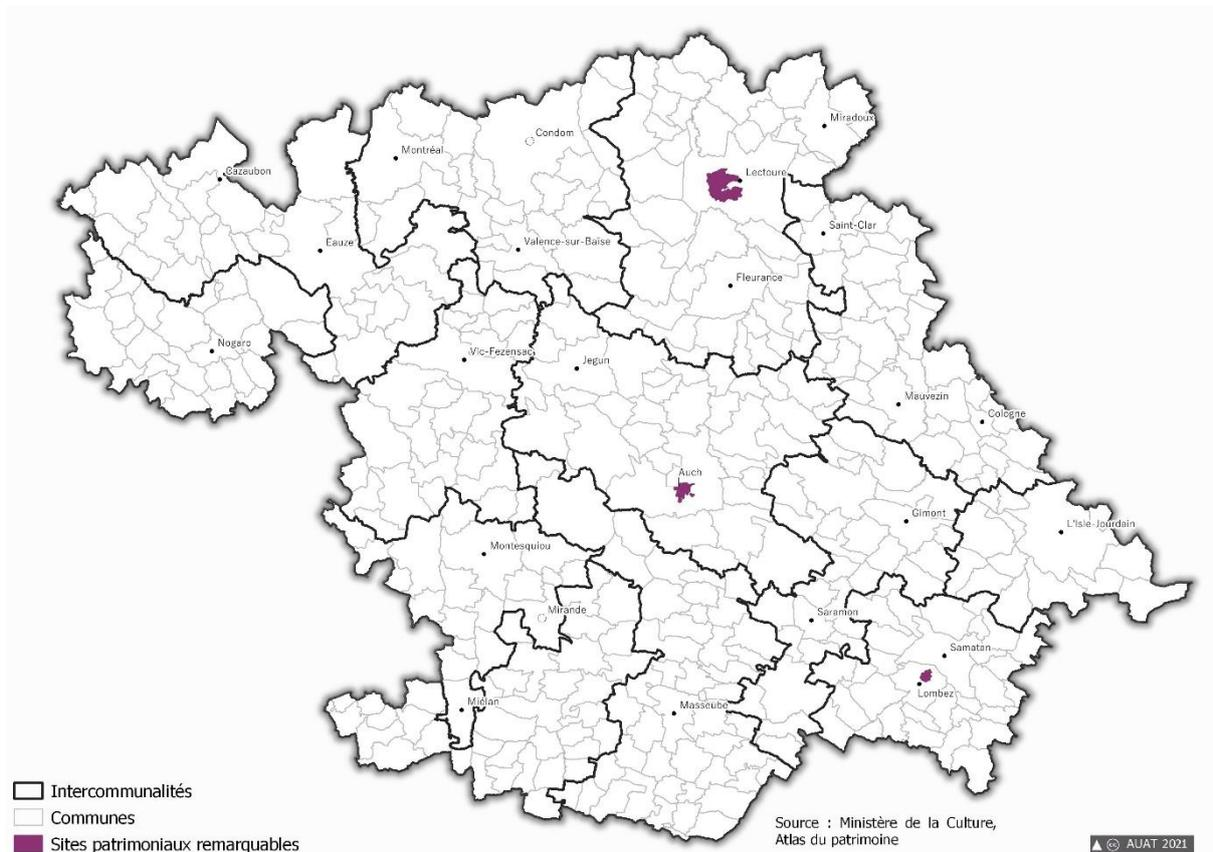 Condom
Miradoux
Montréal
Cazaubon
Lectoure
Saint-Clar
Eauze
Valence-sur-Baïse
Fleurance
Nogaro
Vic-Fezensac
Jegun
Mauvezin
Cologne
Auch
Gimont
L'Isle-Jourdain
Montesquiou
Mirande
Saramon
Samatan
Lombez
Miélan
Masseube
Intercommunalités
Communes
Sites patrimoniaux remarquables
Source : Ministère de la Culture,
Atlas du patrimoine
cc AUAT 2021